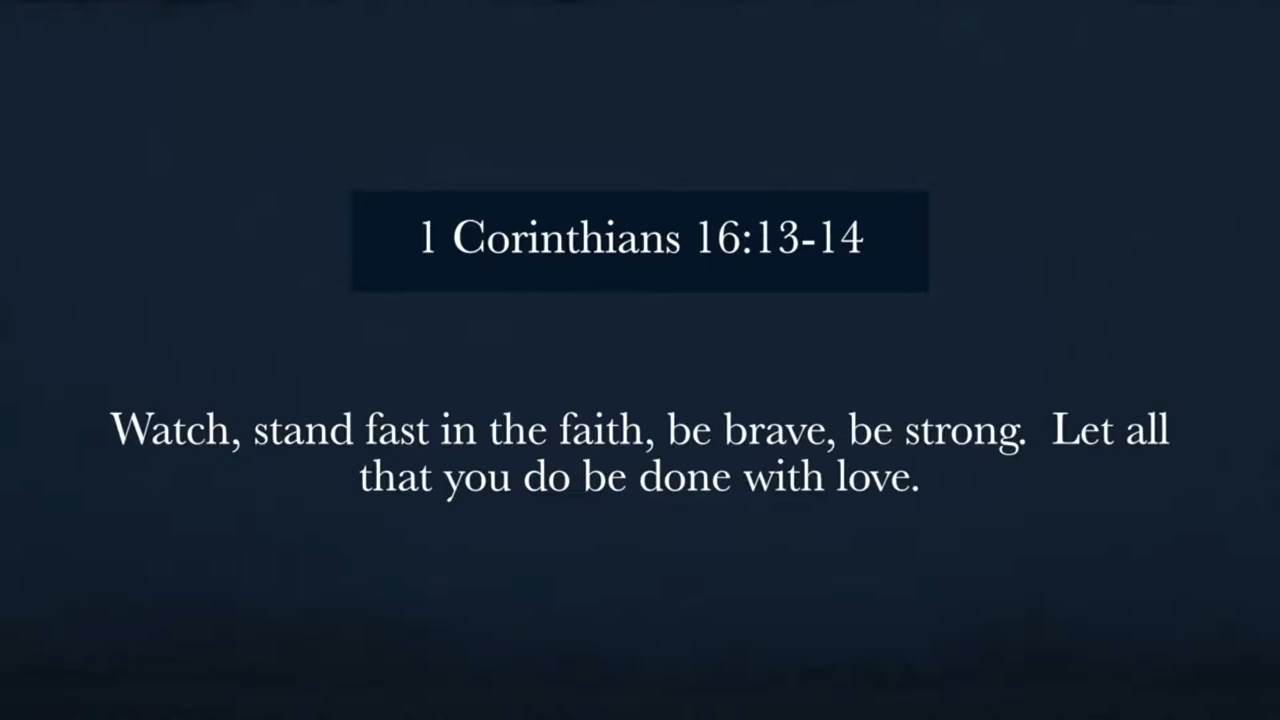 1 Corinthians 16:13-14
Watch, stand fast in the faith, be brave, be strong.  Let all
that you do be done with love.